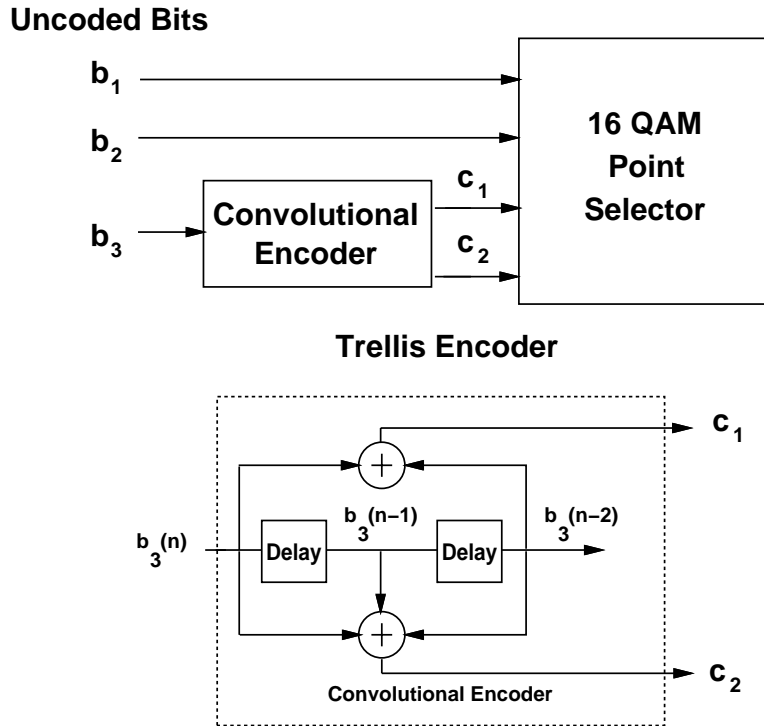 Uncoded Bits
b1
b2
b3
Convolutional
Encoder
c1
c2
16 QAM
Point
Selector
Trellis Encoder
c1
+
b3(n)
Delay
b3(n−1)
Delay
b3(n−2)
+
c2
Convolutional Encoder